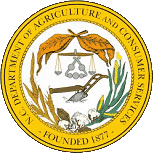 N.C. DEPARTMENT OF AGRICULTURE AND CONSUMER SERVICES
· FOUNDED 1877 ·